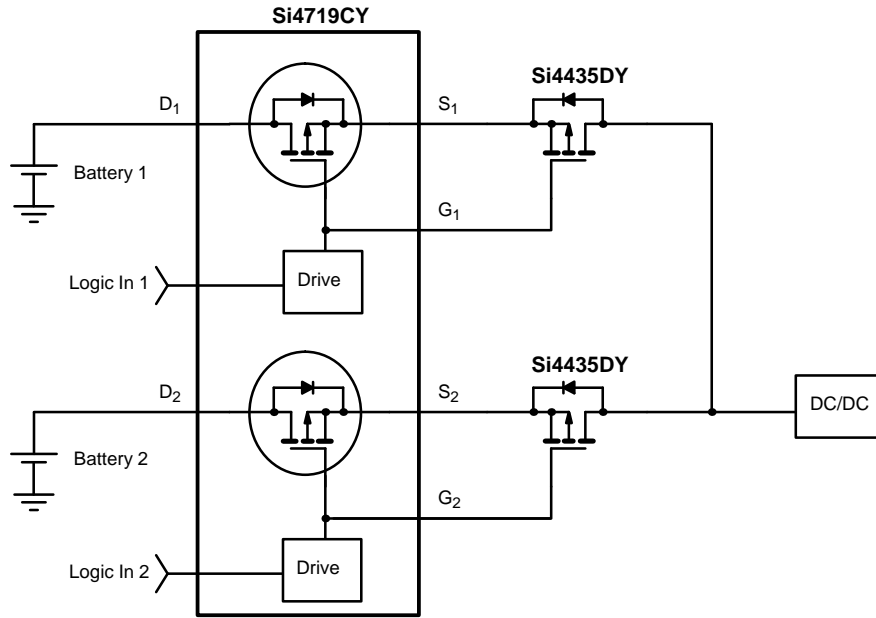 Si4719CY
Si4435DY
D₁
S₁
Battery 1
G₁
Logic In 1
Drive
Si4435DY
D₂
S₂
DC/DC
Battery 2
G₂
Logic In 2
Drive